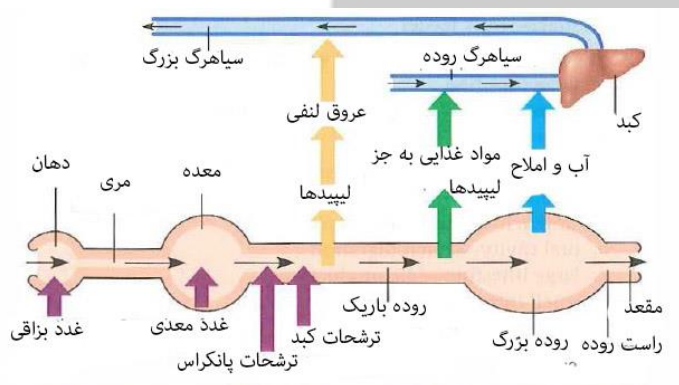 سیاهرگ بزرگ
سیاهرگ روده
کبد
عروق لنفی
مواد غذایی به جز
لیپیدها
آب و املاح
دهان
مری
معده
لیپیدها
روده باریک
مقعد
غدد بزاقی
غدد معدی
ترشحات کبد
ترشحات پانکراس
روده بزرگ
راست روده